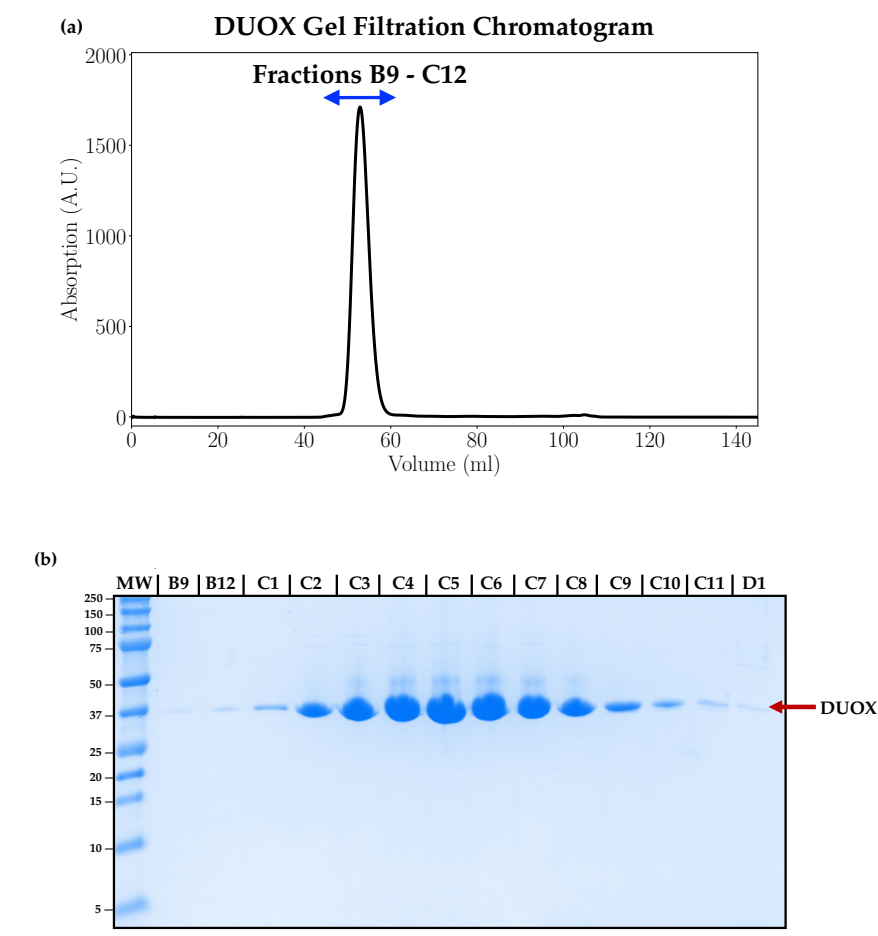 (a)
DUOX Gel Filtration Chromatogram
Fractions B9 - C12
Absorption (A.U.)
2000
1500
1000
500
0
0 20 40 60 80 100 120 140
Volume (ml)
(b)
MW B9 B12 C1 C2 C3 C4 C5 C6 C7 C8 C9 C10 C11 D1
250
150
100
75
50
37
25
20
15
10
5
DUOX